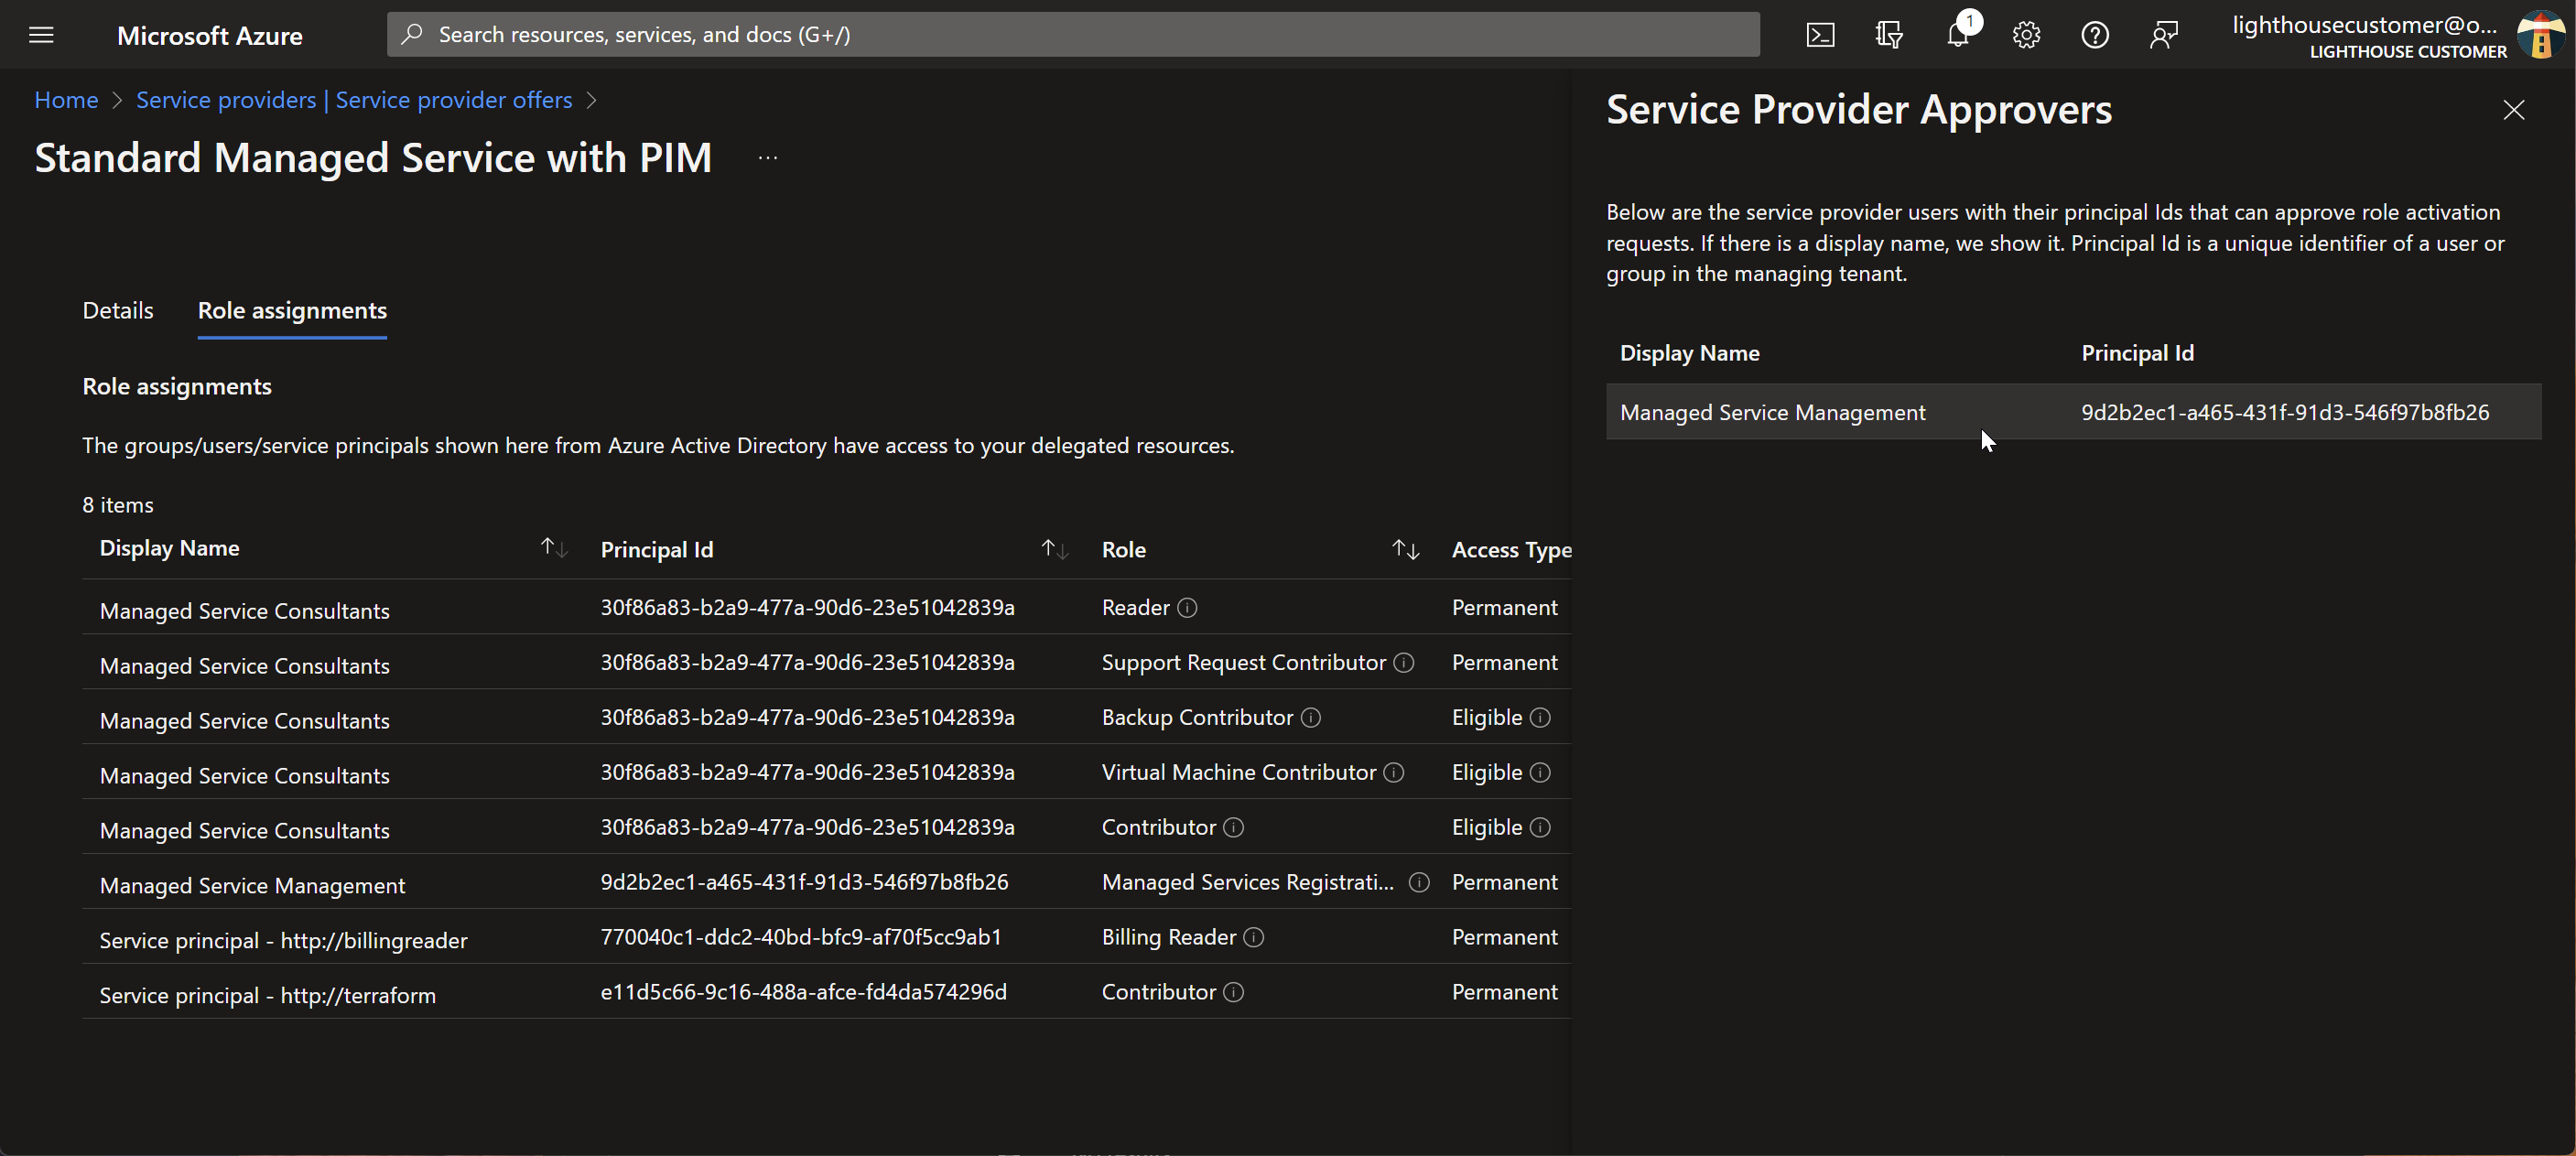 Microsoft Azure
Search resources, services, and docs (G+/)
1
lighthousecustomer@o...
LIGHTHOUSE CUSTOMER
Home
Service providers | Service provider offers
Standard Managed Service with PIM
...
Details
Role assignments
Role assignments
The groups/users/service principals shown here from Azure Active Directory have access to your delegated resources.
8 items
Display Name Principal Id Role Access Type
Managed Service Consultants 30f86a83-b2a9-477a-90d6-23e51042839a Reader Permanent
Managed Service Consultants 30f86a83-b2a9-477a-90d6-23e51042839a Support Request Contributor Permanent
Managed Service Consultants 30f86a83-b2a9-477a-90d6-23e51042839a Backup Contributor Eligible
Managed Service Consultants 30f86a83-b2a9-477a-90d6-23e51042839a Virtual Machine Contributor Eligible
Managed Service Consultants 30f86a83-b2a9-477a-90d6-23e51042839a Contributor Eligible
Managed Service Management 9d2b2ec1-a465-431f-91d3-546f97b8fb26 Managed Services Registrati... Permanent
Service principal - http://billingreader 770040c1-ddc2-40bd-bfc9-af70f5cc9ab1 Billing Reader Permanent
Service principal - http://terraform e11d5c66-9c16-488a-afce-fd4da574296d Contributor Permanent
Service Provider Approvers
Below are the service provider users with their principal Ids that can approve role activation
requests. If there is a display name, we show it. Principal Id is a unique identifier of a user or
group in the managing tenant.
Display Name Principal Id
Managed Service Management 9d2b2ec1-a465-431f-91d3-546f97b8fb26